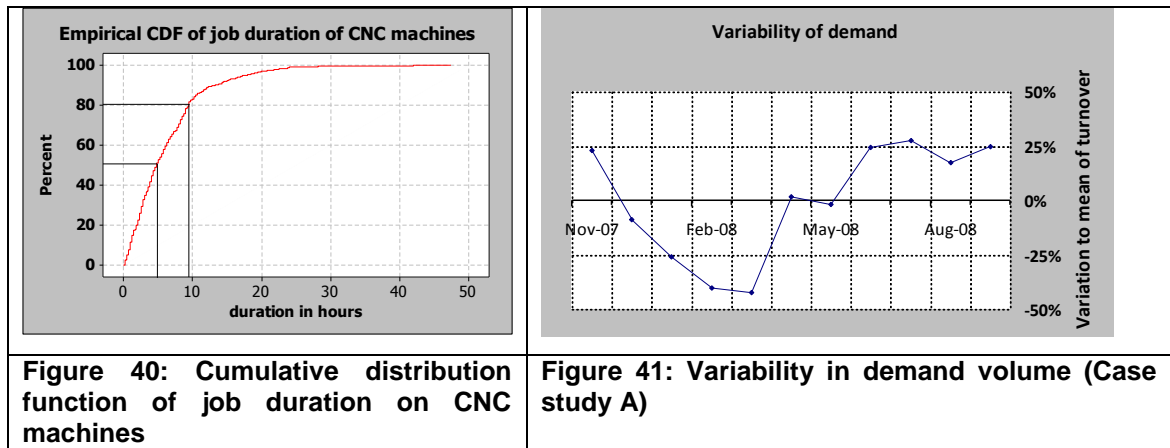 Empirical CDF of job duration of CNC machines
100
80
60
40
20
0
Percent
0 10 20 30 40 50
duration in hours
Variability of demand
50%
25%
0%
-25%
-50%
Variation to mean of turnover
Nov-07 Feb-08 May-08 Aug-08
Figure 40: Cumulative distribution
function of job duration on CNC
machines
Figure 41: Variability in demand volume (Case
study A)